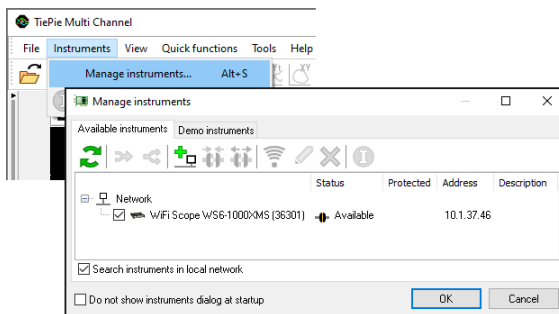 TiePie Multi Channel
File Instruments View Quick functions Tools Help
Manage instruments... Alt+S
XY
Manage instruments
Available instruments Demo instruments
Status Protected Address Description
Network
WiFi Scope WS6-1000XMS (36301) Available 10.1.37.46
Search instruments in local network
Do not show instruments dialog at startup OK Cancel